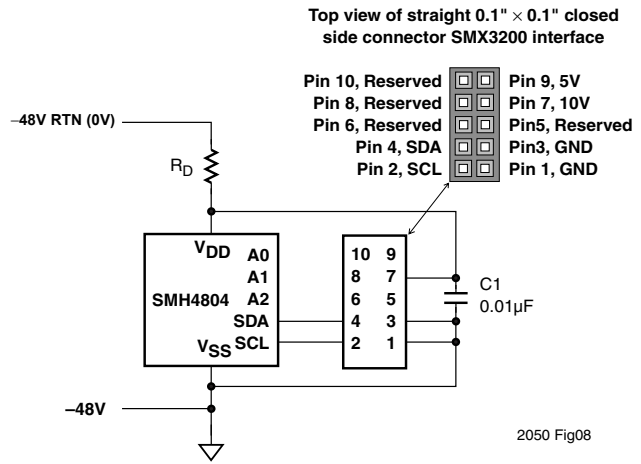 Top view of straight 0.1" × 0.1" closed
side connector SMX3200 interface
Pin 10, Reserved Pin 9, 5V
Pin 8, Reserved Pin 7, 10V
Pin 6, Reserved Pin5, Reserved
Pin 4, SDA Pin3, GND
Pin 2, SCL Pin 1, GND
–48V RTN (0V)
RD
VDD A0
A1
A2
SMH4804
SDA
SCL
VSS
10 9
8 7
6 5
4 3
2 1
C1
0.01µF
–48V
2050 Fig08